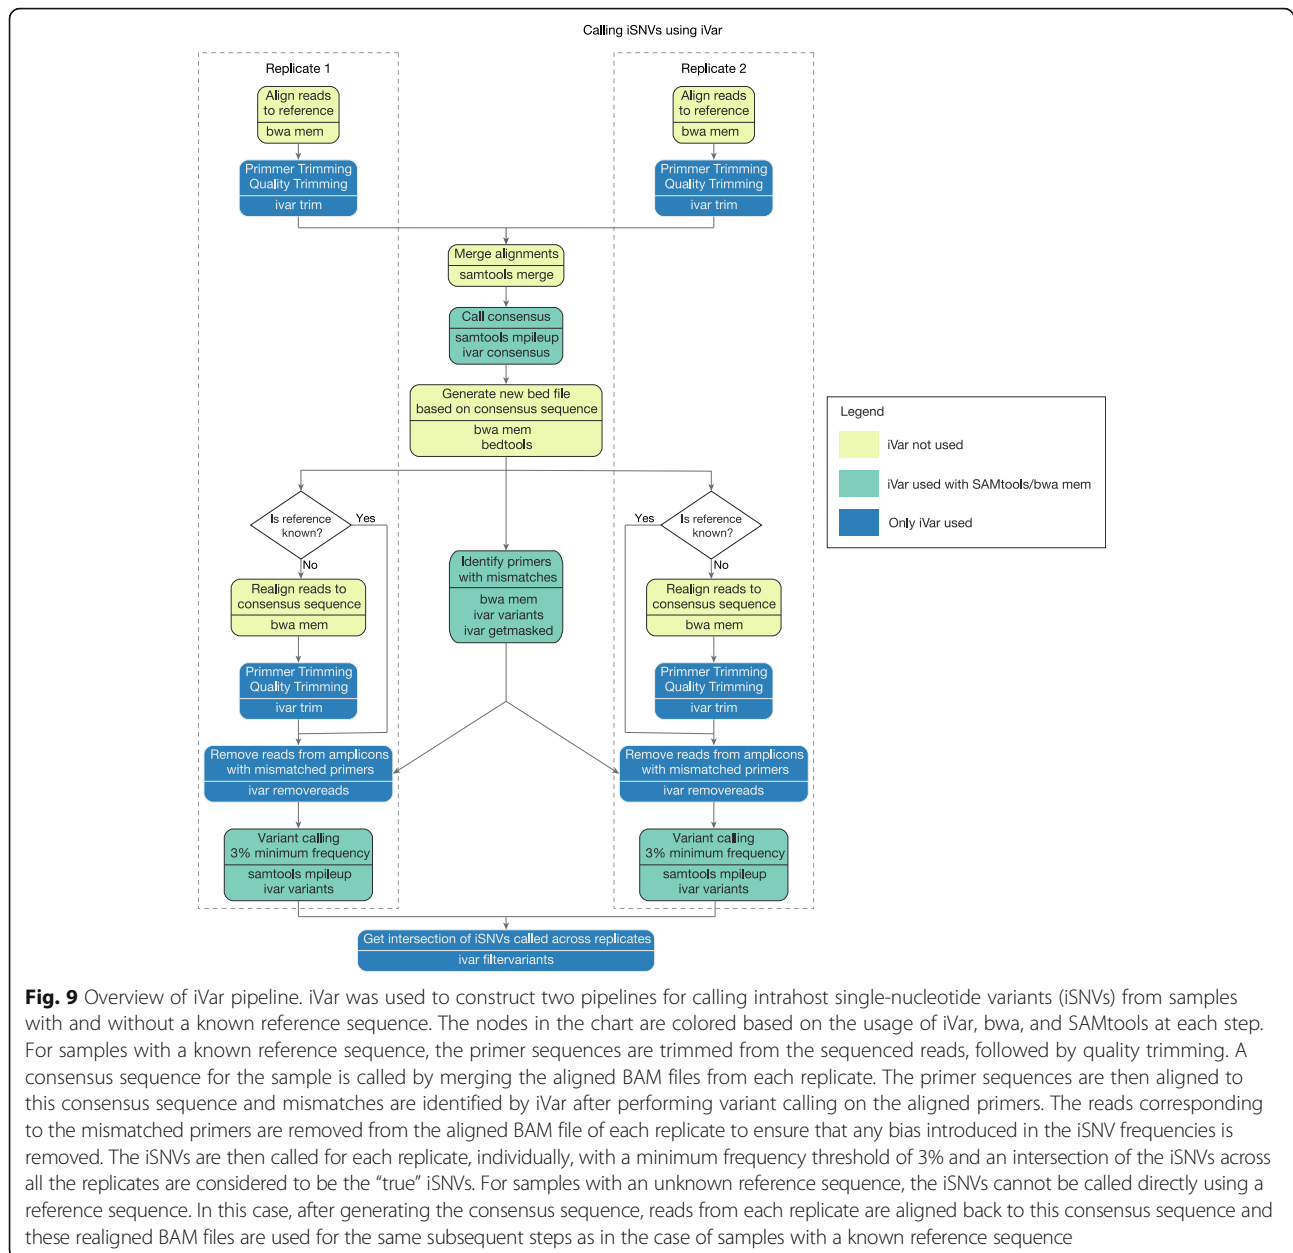 Calling iSNVs using iVar
Replicate 1
Replicate 2
Align reads
to reference
bwa mem
Align reads
to reference
bwa mem
Primmer Trimming
Quality Trimming
ivar trim
Primmer Trimming
Quality Trimming
ivar trim
Merge alignments
samtools merge
Call consensus
samtools mpileup
ivar consensus
Generate new bed file
based on consensus sequence
bwa mem
bedtools
Legend
iVar not used
iVar used with SAMtools/bwa mem
Only iVar used
Is reference
known?
Yes
No
Identify primers
with mismatches
bwa mem
ivar variants
ivar getmasked
Yes
Is reference
known?
No
Realign reads to
consensus sequence
bwa mem
Realign reads to
consensus sequence
bwa mem
Primmer Trimming
Quality Trimming
ivar trim
Primmer Trimming
Quality Trimming
ivar trim
Remove reads from amplicons
with mismatched primers
ivar removereads
Remove reads from amplicons
with mismatched primers
ivar removereads
Variant calling
3% minimum frequency
samtools mpileup
ivar variants
Variant calling
3% minimum frequency
samtools mpileup
ivar variants
Get intersection of iSNVs called across replicates
ivar filtervariants
Fig. 9 Overview of iVar pipeline. iVar was used to construct two pipelines for calling intrahost single-nucleotide variants (iSNVs) from samples
with and without a known reference sequence. The nodes in the chart are colored based on the usage of iVar, bwa, and SAMtools at each step.
For samples with a known reference sequence, the primer sequences are trimmed from the sequenced reads, followed by quality trimming. A
consensus sequence for the sample is called by merging the aligned BAM files from each replicate. The primer sequences are then aligned to
this consensus sequence and mismatches are identified by iVar after performing variant calling on the aligned primers. The reads corresponding
to the mismatched primers are removed from the aligned BAM file of each replicate to ensure that any bias introduced in the iSNV frequencies is
removed. The iSNVs are then called for each replicate, individually, with a minimum frequency threshold of 3% and an intersection of the iSNVs across
all the replicates are considered to be the “true” iSNVs. For samples with an unknown reference sequence, the iSNVs cannot be called directly using a
reference sequence. In this case, after generating the consensus sequence, reads from each replicate are aligned back to this consensus sequence and
these realigned BAM files are used for the same subsequent steps as in the case of samples with a known reference sequence